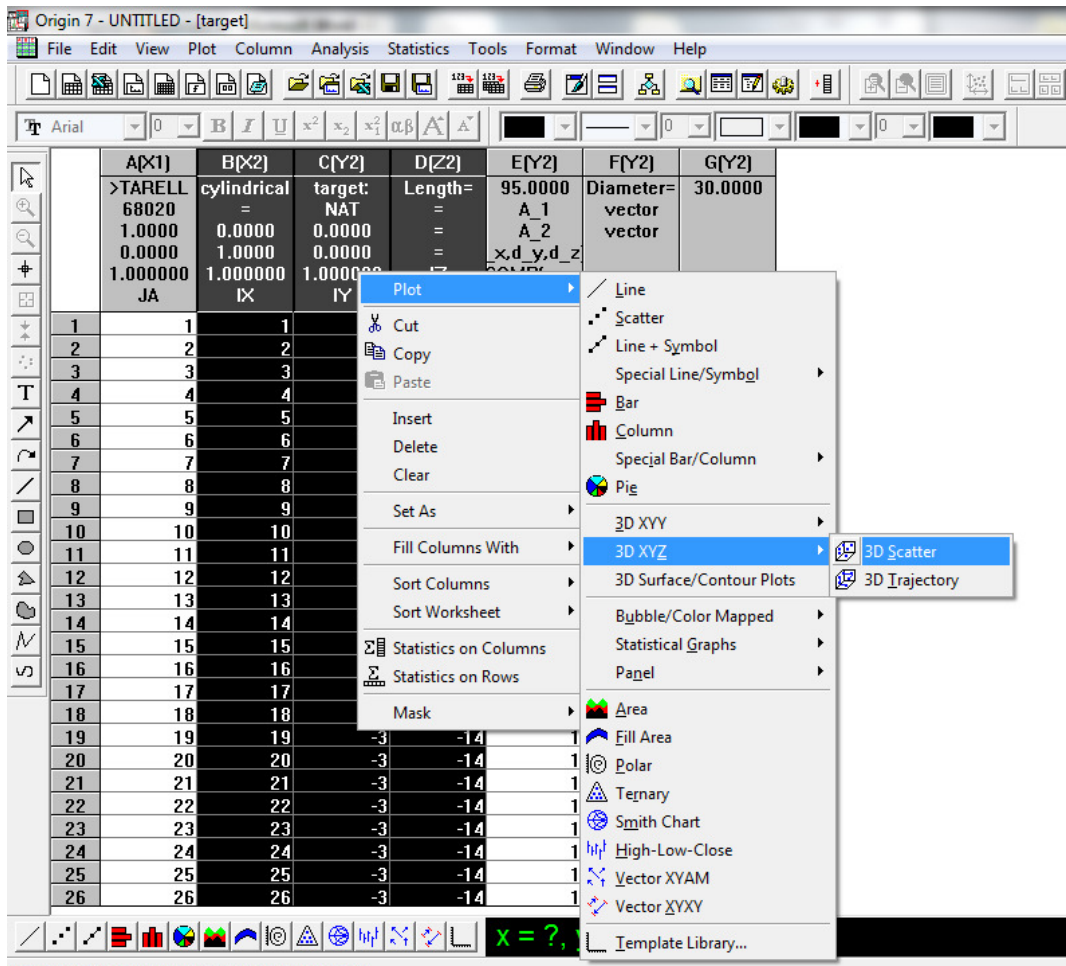 Origin 7 - UNTITLED - [target]
File Edit View Plot Column Analysis Statistics Tools Format Window Help
Arial 0 B I U x² x₂ x₁² αβ A A 0 0
A(X1) B(X2) C(Y2) D(Z2) E(Y2) F(Y2) G(Y2)
>TARELL cylindrical target: Length= 95.0000 Diameter= 30.0000
68020 = NAT = A_1 vector
1.0000 0.0000 0.0000 = A_2 vector
0.0000 1.0000 0.0000 = _x,d_y,d_z
1.000000 1.000000
JA IX IY
Plot
Cut
Copy
Paste
Insert
Delete
Clear
Set As
Fill Columns With
Sort Columns
Sort Worksheet
Statistics on Columns
Statistics on Rows
Mask
Line
Scatter
Line + Symbol
Special Line/Symbol
Bar
Column
Special Bar/Column
Pie
3D XYY
3D XYZ
3D Surface/Contour Plots
Bubble/Color Mapped
Statistical Graphs
Panel
Area
Fill Area
Polar
Ternary
Smith Chart
High-Low-Close
Vector XYAM
Vector XYXY
Template Library...
3D Scatter
3D Trajectory
1 1 1
2 2 2
3 3 3
4 4 4
5 5 5
6 6 6
7 7 7
8 8 8
9 9 9
10 10 10
11 11 11
12 12 12
13 13 13
14 14 14
15 15 15
16 16 16
17 17 17
18 18 18
19 19 19 -3 -14 1
20 20 20 -3 -14 1
21 21 21 -3 -14 1
22 22 22 -3 -14 1
23 23 23 -3 -14 1
24 24 24 -3 -14 1
25 25 25 -3 -14 1
26 26 26 -3 -14 1
x = ?,